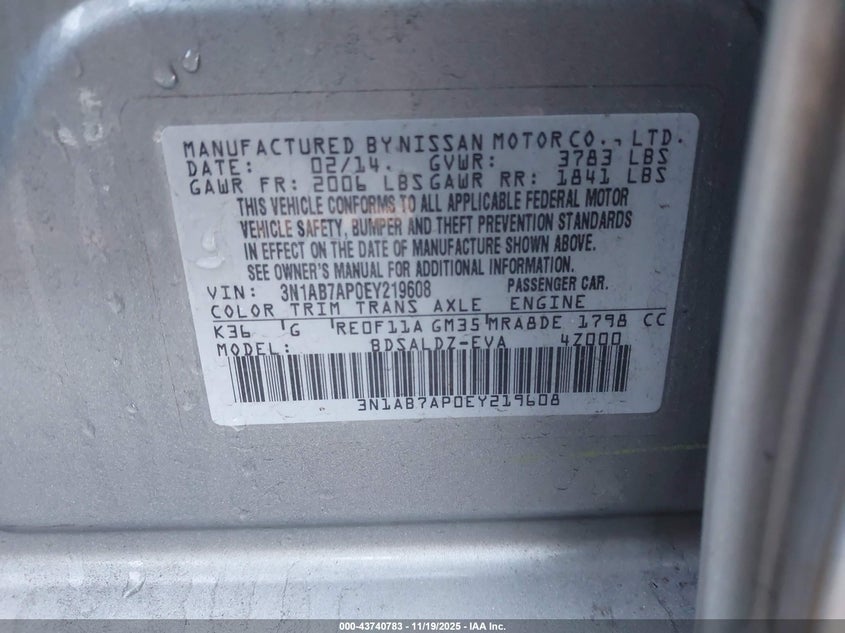 MANUFACTURED BY NISSAN MOTOR CO., LTD.
DATE: 02/14. GVWR: 3783 LBS
GAWR FR: 2006 LBS GAWR RR: 1841 LBS
THIS VEHICLE CONFORMS TO ALL APPLICABLE FEDERAL MOTOR
VEHICLE SAFETY, BUMPER AND THEFT PREVENTION STANDARDS
IN EFFECT ON THE DATE OF MANUFACTURE SHOWN ABOVE.
SEE OWNER'S MANUAL FOR ADDITIONAL INFORMATION.
VIN: 3N1AB7AP0EY219608 PASSENGER CAR.
COLOR TRIM TRANS AXLE ENGINE
K36 G RE0F11A GM35 MRA8DE 1798 CC
MODEL: BDSALDZ-EVA 4Z000
3N1AB7AP0EY219608
000-43740783 - 11/19/2025 - IAA Inc.